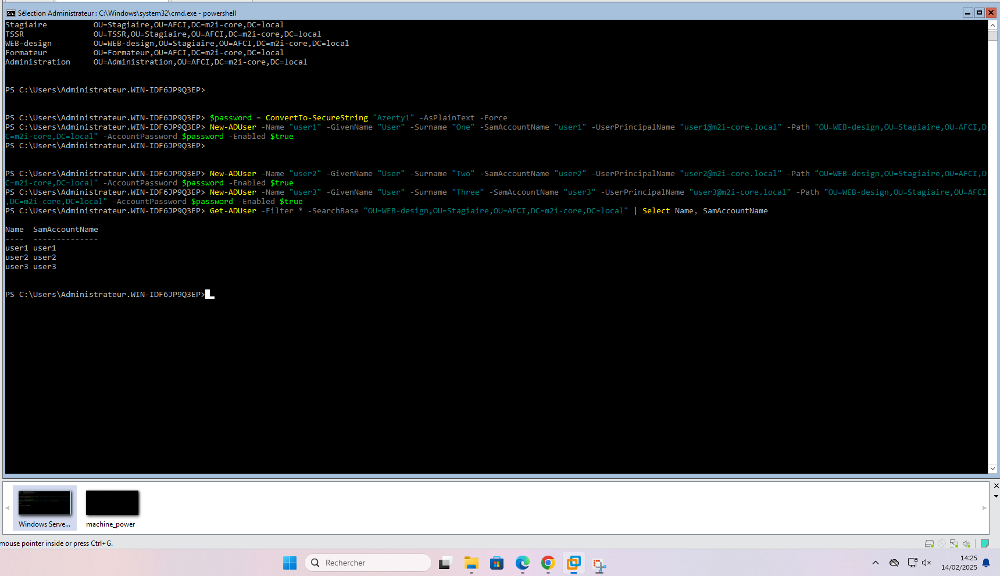 Sélection Administrateur : C:\Windows\system32\cmd.exe - powershell
Stagiaire          OU=Stagiaire,OU=AFCI,DC=m2i-core,DC=local
TSSR               OU=TSSR,OU=Stagiaire,OU=AFCI,DC=m2i-core,DC=local
WEB-design         OU=WEB-design,OU=Stagiaire,OU=AFCI,DC=m2i-core,DC=local
Formateur          OU=Formateur,OU=AFCI,DC=m2i-core,DC=local
Administration     OU=Administration,OU=AFCI,DC=m2i-core,DC=local
PS C:\Users\Administrateur.WIN-IDF6JP9Q3EP>
PS C:\Users\Administrateur.WIN-IDF6JP9Q3EP> $password = ConvertTo-SecureString "Azerty1" -AsPlainText -Force
PS C:\Users\Administrateur.WIN-IDF6JP9Q3EP> New-ADUser -Name "user1" -GivenName "User" -Surname "One" -SamAccountName "user1" -UserPrincipalName "user1@m2i-core.local" -Path "OU=WEB-design,OU=Stagiaire,OU=AFCI,D
C=m2i-core,DC=local" -AccountPassword $password -Enabled $true
PS C:\Users\Administrateur.WIN-IDF6JP9Q3EP>
PS C:\Users\Administrateur.WIN-IDF6JP9Q3EP> New-ADUser -Name "user2" -GivenName "User" -Surname "Two" -SamAccountName "user2" -UserPrincipalName "user2@m2i-core.local" -Path "OU=WEB-design,OU=Stagiaire,OU=AFCI,D
C=m2i-core,DC=local" -AccountPassword $password -Enabled $true
PS C:\Users\Administrateur.WIN-IDF6JP9Q3EP> New-ADUser -Name "user3" -GivenName "User" -Surname "Three" -SamAccountName "user3" -UserPrincipalName "user3@m2i-core.local" -Path "OU=WEB-design,OU=Stagiaire,OU=AFCI
,DC=m2i-core,DC=local" -AccountPassword $password -Enabled $true
PS C:\Users\Administrateur.WIN-IDF6JP9Q3EP> Get-ADUser -Filter * -SearchBase "OU=WEB-design,OU=Stagiaire,OU=AFCI,DC=m2i-core,DC=local" | Select Name, SamAccountName
Name  SamAccountName
----  --------------
user1 user1
user2 user2
user3 user3
PS C:\Users\Administrateur.WIN-IDF6JP9Q3EP>
Windows Serve...
machine_power
mouse pointer inside or press Ctrl+G.
Rechercher
14:25
14/02/2025